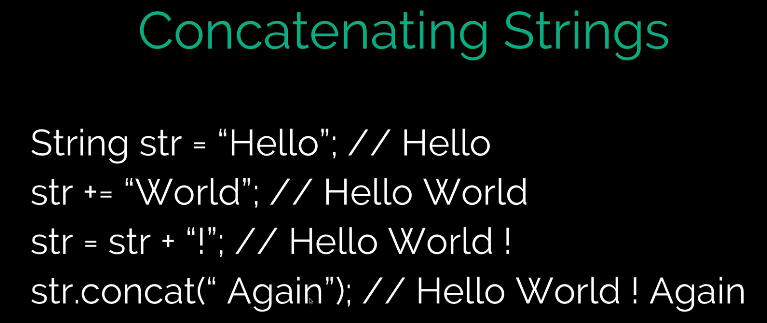 Concatenating Strings
String str = “Hello”; // Hello
str += “World”; // Hello World
str = str + “!”; // Hello World !
str.concat(“ Again”); // Hello World ! Again